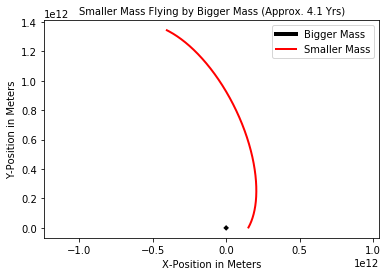 Smaller Mass Flying by Bigger Mass (Approx. 4.1 Yrs)
1e12
1.4
1.2
1.0
0.8
0.6
0.4
0.2
0.0
Y-Position in Meters
Bigger Mass
Smaller Mass
−1.0 −0.5 0.0 0.5 1.0
1e12
X-Position in Meters